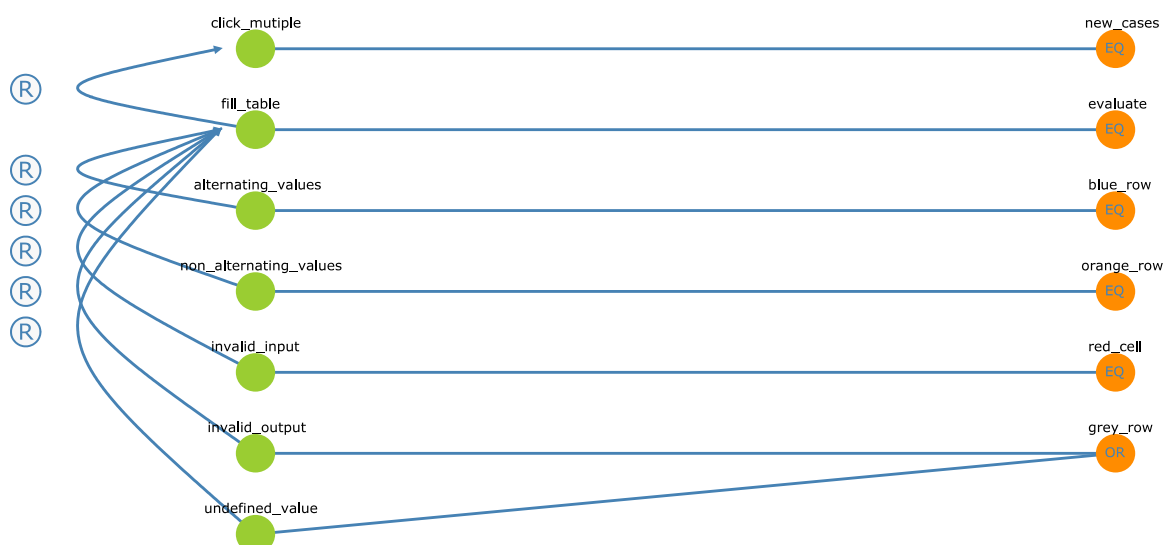 click_mutiple new_cases
EQ
R
fill_table evaluate
EQ
R
alternating_values blue_row
R EQ
R
non_alternating_values orange_row
R EQ
R
invalid_input red_cell
EQ
invalid_output grey_row
OR
undefined_value